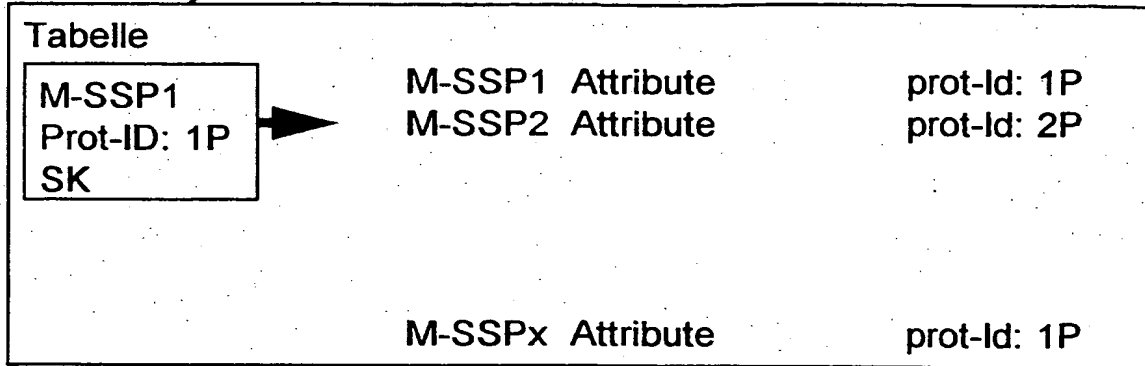 Tabelle
M-SSP1
Prot-ID: 1P
SK
M-SSP1 Attribute prot-Id: 1P
M-SSP2 Attribute prot-Id: 2P
M-SSPx Attribute prot-Id: 1P